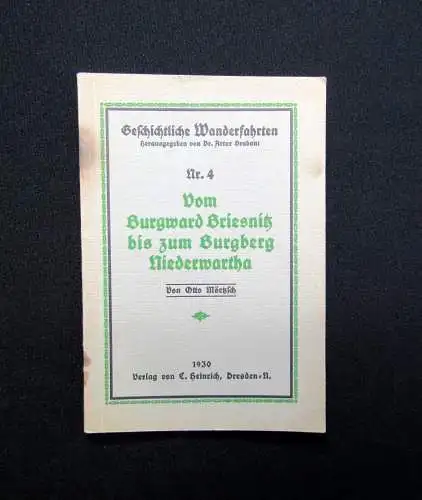 Geschichtliche Wanderfahrten
Herausgegeben von Dr. Artur Brabant
Nr. 4
Vom
Burgward Briesnitz
bis zum Burgberg
Niederwartha
Von Otto Mörtzsch
1930
Verlag von C. Heinrich, Dresden-N.